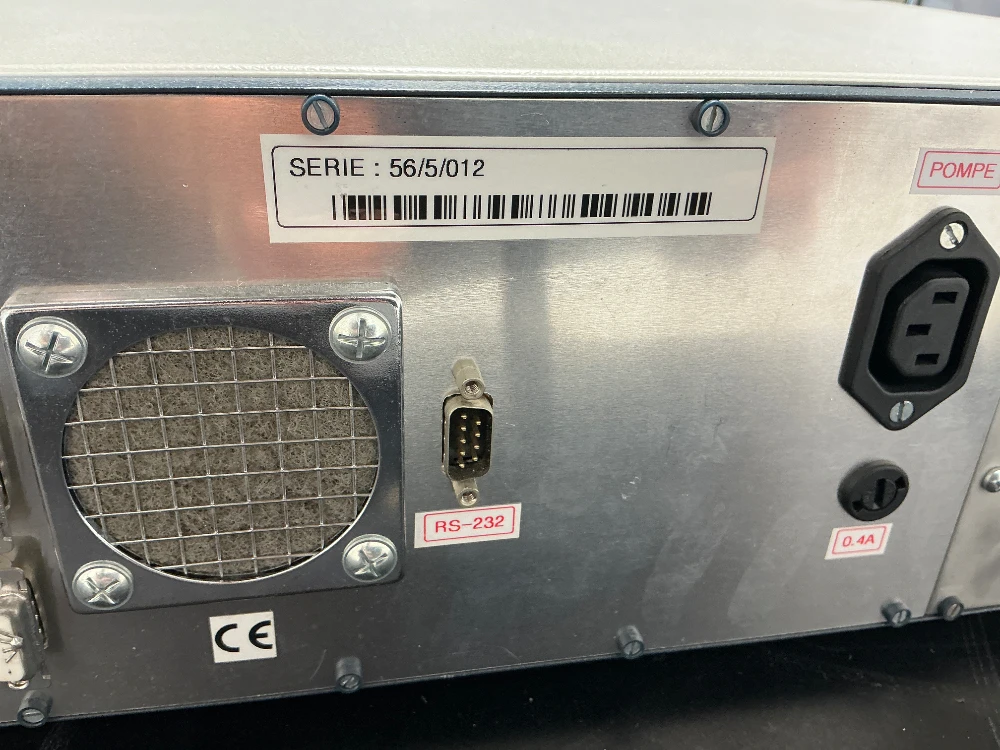 SERIE : 56/5/012
POMPE
RS-232
0.4A
CE